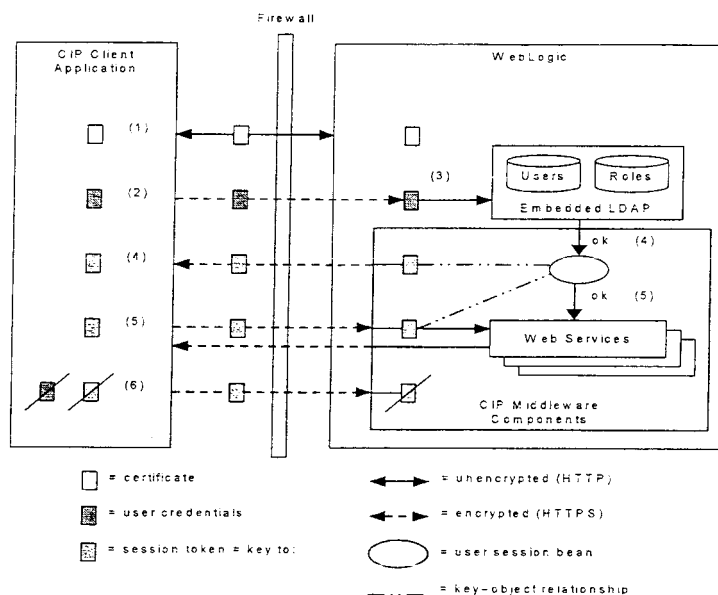 Firewall
CIP Client
Application
WebLogic
(1)
(2)
(3)
Users
Roles
Embedded LDAP
(4)
ok (4)
(5)
ok (5)
Web Services
(6)
CIP Middleware
Components
= certificate
= unencrypted (HTTP)
= user credentials
= encrypted (HTTPS)
= session token = key to:
= user session bean
= key-object relationship